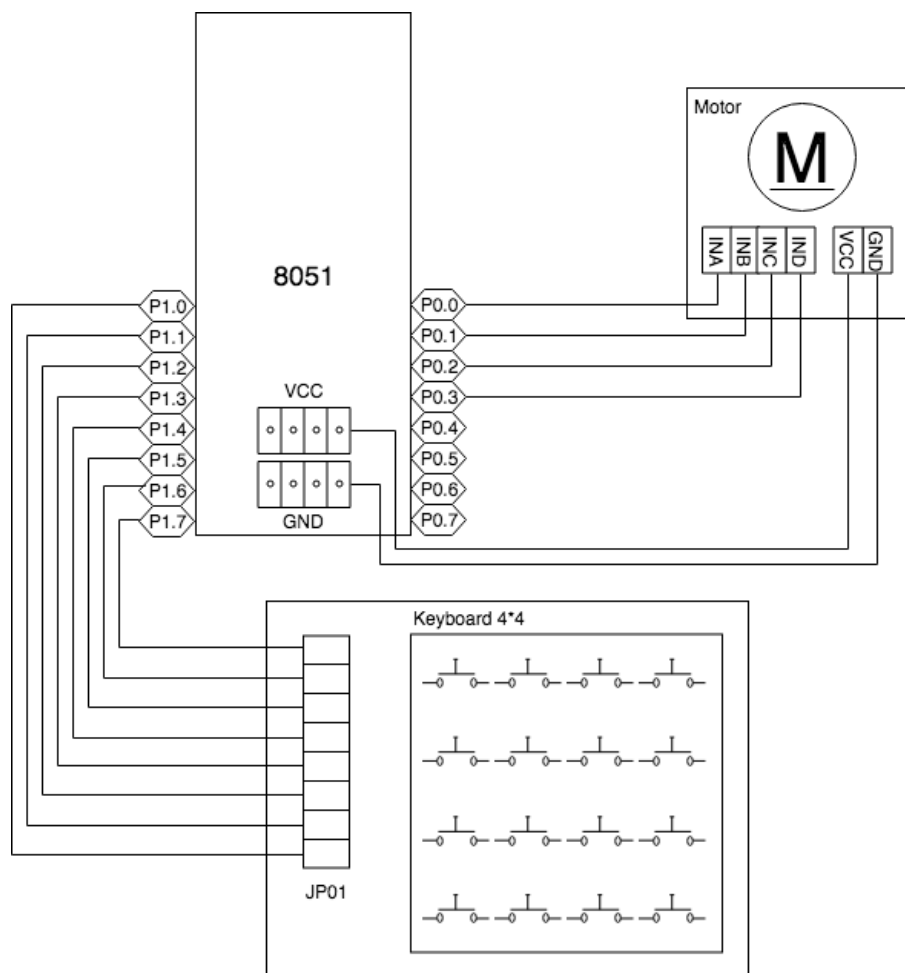 Motor
M
INA
INB
INC
IND
VCC
GND
8051
P1.0
P1.1
P1.2
P1.3
P1.4
P1.5
P1.6
P1.7
P0.0
P0.1
P0.2
P0.3
P0.4
P0.5
P0.6
P0.7
VCC
GND
Keyboard 4*4
JP01